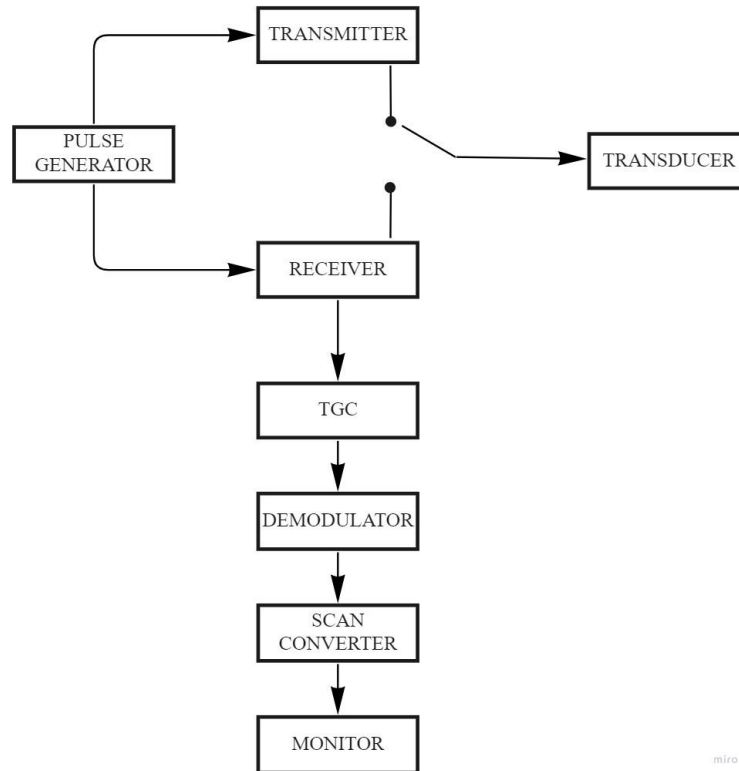 TRANSMITTER
PULSE
GENERATOR
TRANSDUCER
RECEIVER
TGC
DEMODULATOR
SCAN
CONVERTER
MONITOR
miro